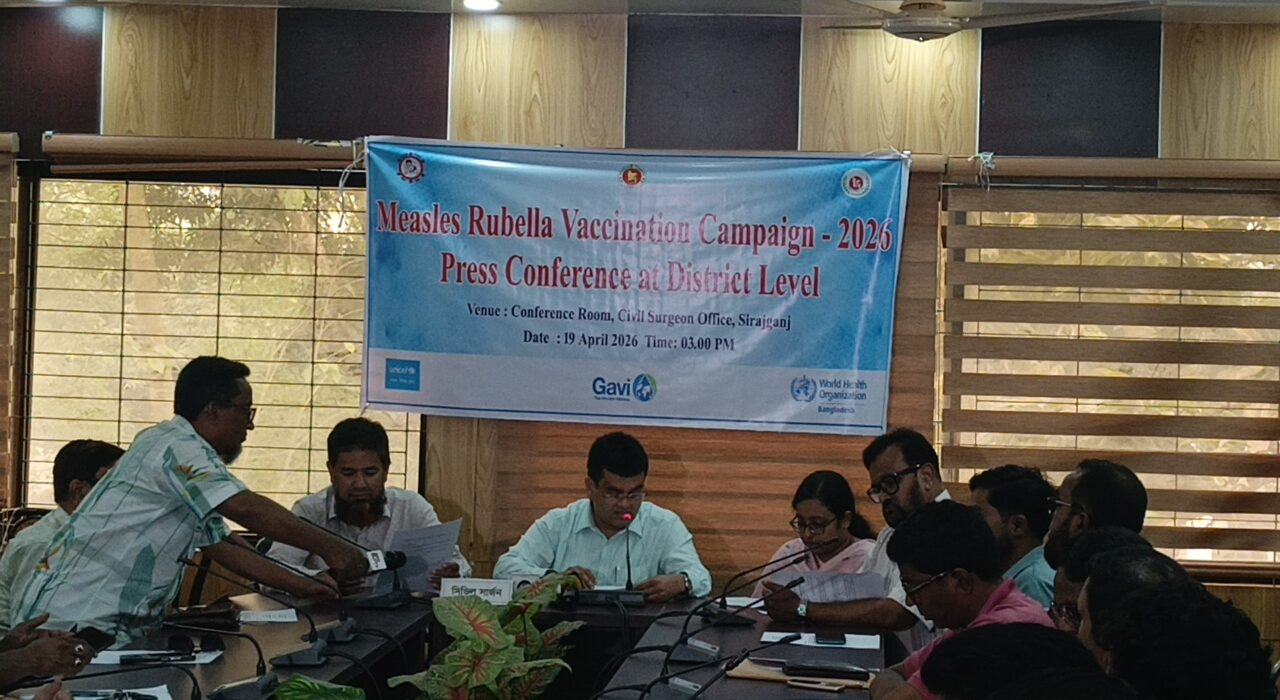 Measles Rubella Vaccination Campaign - 2026
Press Conference at District Level
Venue : Conference Room, Civil Surgeon Office, Sirajganj
Date : 19 April 2026 Time: 03.00 PM
unicef
Gavi
World Health
Organization
Bangladesh
সিভিল সার্জন